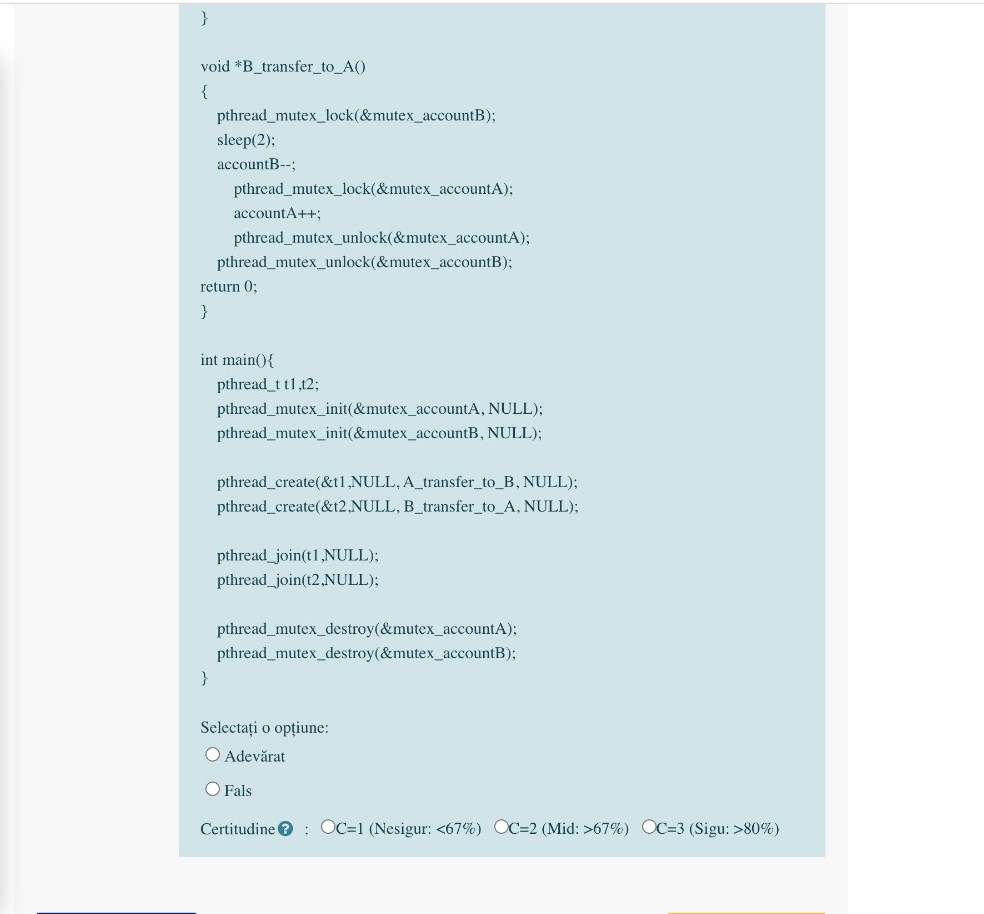 }
void *B_transfer_to_A()
{
pthread_mutex_lock(&mutex_accountB);
sleep(2);
accountB--;
pthread_mutex_lock(&mutex_accountA);
accountA++;
pthread_mutex_unlock(&mutex_accountA);
pthread_mutex_unlock(&mutex_accountB);
return 0;
}
int main(){
pthread_t t1,t2;
pthread_mutex_init(&mutex_accountA, NULL);
pthread_mutex_init(&mutex_accountB, NULL);
pthread_create(&t1,NULL, A_transfer_to_B, NULL);
pthread_create(&t2,NULL, B_transfer_to_A, NULL);
pthread_join(t1,NULL);
pthread_join(t2,NULL);
pthread_mutex_destroy(&mutex_accountA);
pthread_mutex_destroy(&mutex_accountB);
}
Selectați o opțiune:
Adevărat
Fals
Certitudine ? : C=1 (Nesigur: <67%) C=2 (Mid: >67%) C=3 (Sigu: >80%)